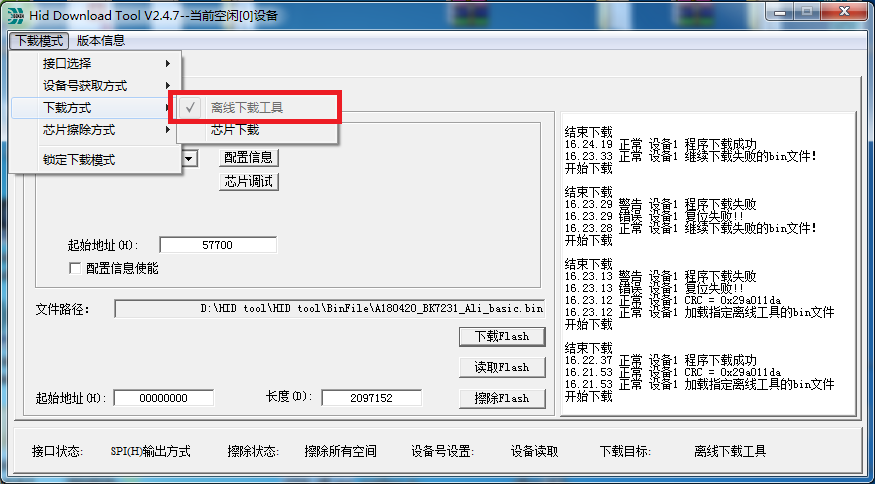 Hid Download Tool V2.4.7--当前空闲[0]设备
下载模式 版本信息
接口选择
设备号获取方式
下载方式
离线下载工具
芯片擦除方式
芯片下载
锁定下载模式
配置信息
芯片调试
起始地址(H): 57700
配置信息使能
文件路径: D:\HID tool\HID tool\BinFile\A180420_BK7231_Ali_basic.bin
下载Flash
读取Flash
起始地址(H): 00000000 长度(D): 2097152 擦除Flash
结束下载
16.24.19 正常 设备1 程序下载成功
16.23.33 正常 设备1 继续下载失败的bin文件!
开始下载
结束下载
16.23.29 警告 设备1 程序下载失败
16.23.29 错误 设备1 复位失败!!
16.23.28 正常 设备1 继续下载失败的bin文件!
开始下载
结束下载
16.23.13 警告 设备1 程序下载失败
16.23.13 错误 设备1 复位失败!!
16.23.12 正常 设备1 CRC = 0x29a011da
16.23.12 正常 设备1 加载指定离线工具的bin文件
开始下载
结束下载
16.22.37 正常 设备1 程序下载成功
16.21.53 正常 设备1 CRC = 0x29a011da
16.21.53 正常 设备1 加载指定离线工具的bin文件
开始下载
接口状态: SPI(H)输出方式 擦除状态: 擦除所有空间 设备号设置: 设备读取 下载目标: 离线下载工具